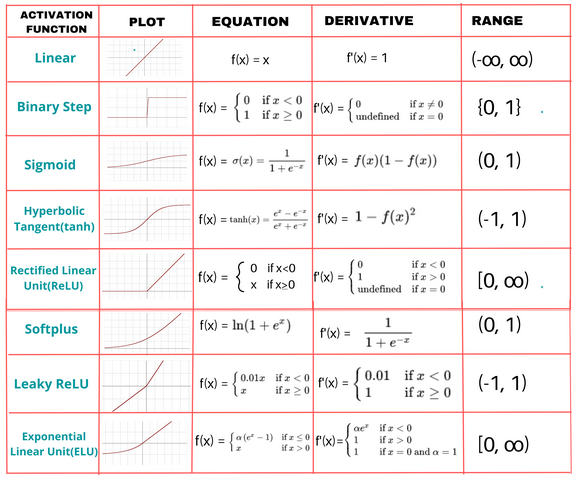 ACTIVATION FUNCTION PLOT EQUATION DERIVATIVE RANGE
Linear f(x) = x f'(x) = 1 (-∞, ∞)
Binary Step f(x) = { 0 if x < 0 f'(x) = { 0 if x ≠ 0 {0, 1}
1 if x ≥ 0 undefined if x = 0
Sigmoid f(x) = σ(x) = 1 / (1 + e^{-x}) f'(x) = f(x)(1 − f(x)) (0, 1)
Hyperbolic Tangent(tanh) f(x) = tanh(x) = (e^x − e^{-x}) / (e^x + e^{-x}) f'(x) = 1 − f(x)² (-1, 1)
Rectified Linear Unit(ReLU) f(x) = { 0 if x<0 f'(x) = { 0 if x < 0 [0, ∞)
x if x≥0 1 if x > 0
undefined if x = 0
Softplus f(x) = ln(1 + e^x) f'(x) = 1 / (1 + e^{-x}) (0, 1)
Leaky ReLU f(x) = { 0.01x if x < 0 f'(x) = { 0.01 if x < 0 (-1, 1)
x if x ≥ 0 1 if x ≥ 0
Exponential Linear Unit(ELU) f(x) = { α(e^x − 1) if x ≤ 0 f'(x)= { αe^x if x < 0 [0, ∞)
x if x > 0 1 if x > 0
1 if x = 0 and α = 1